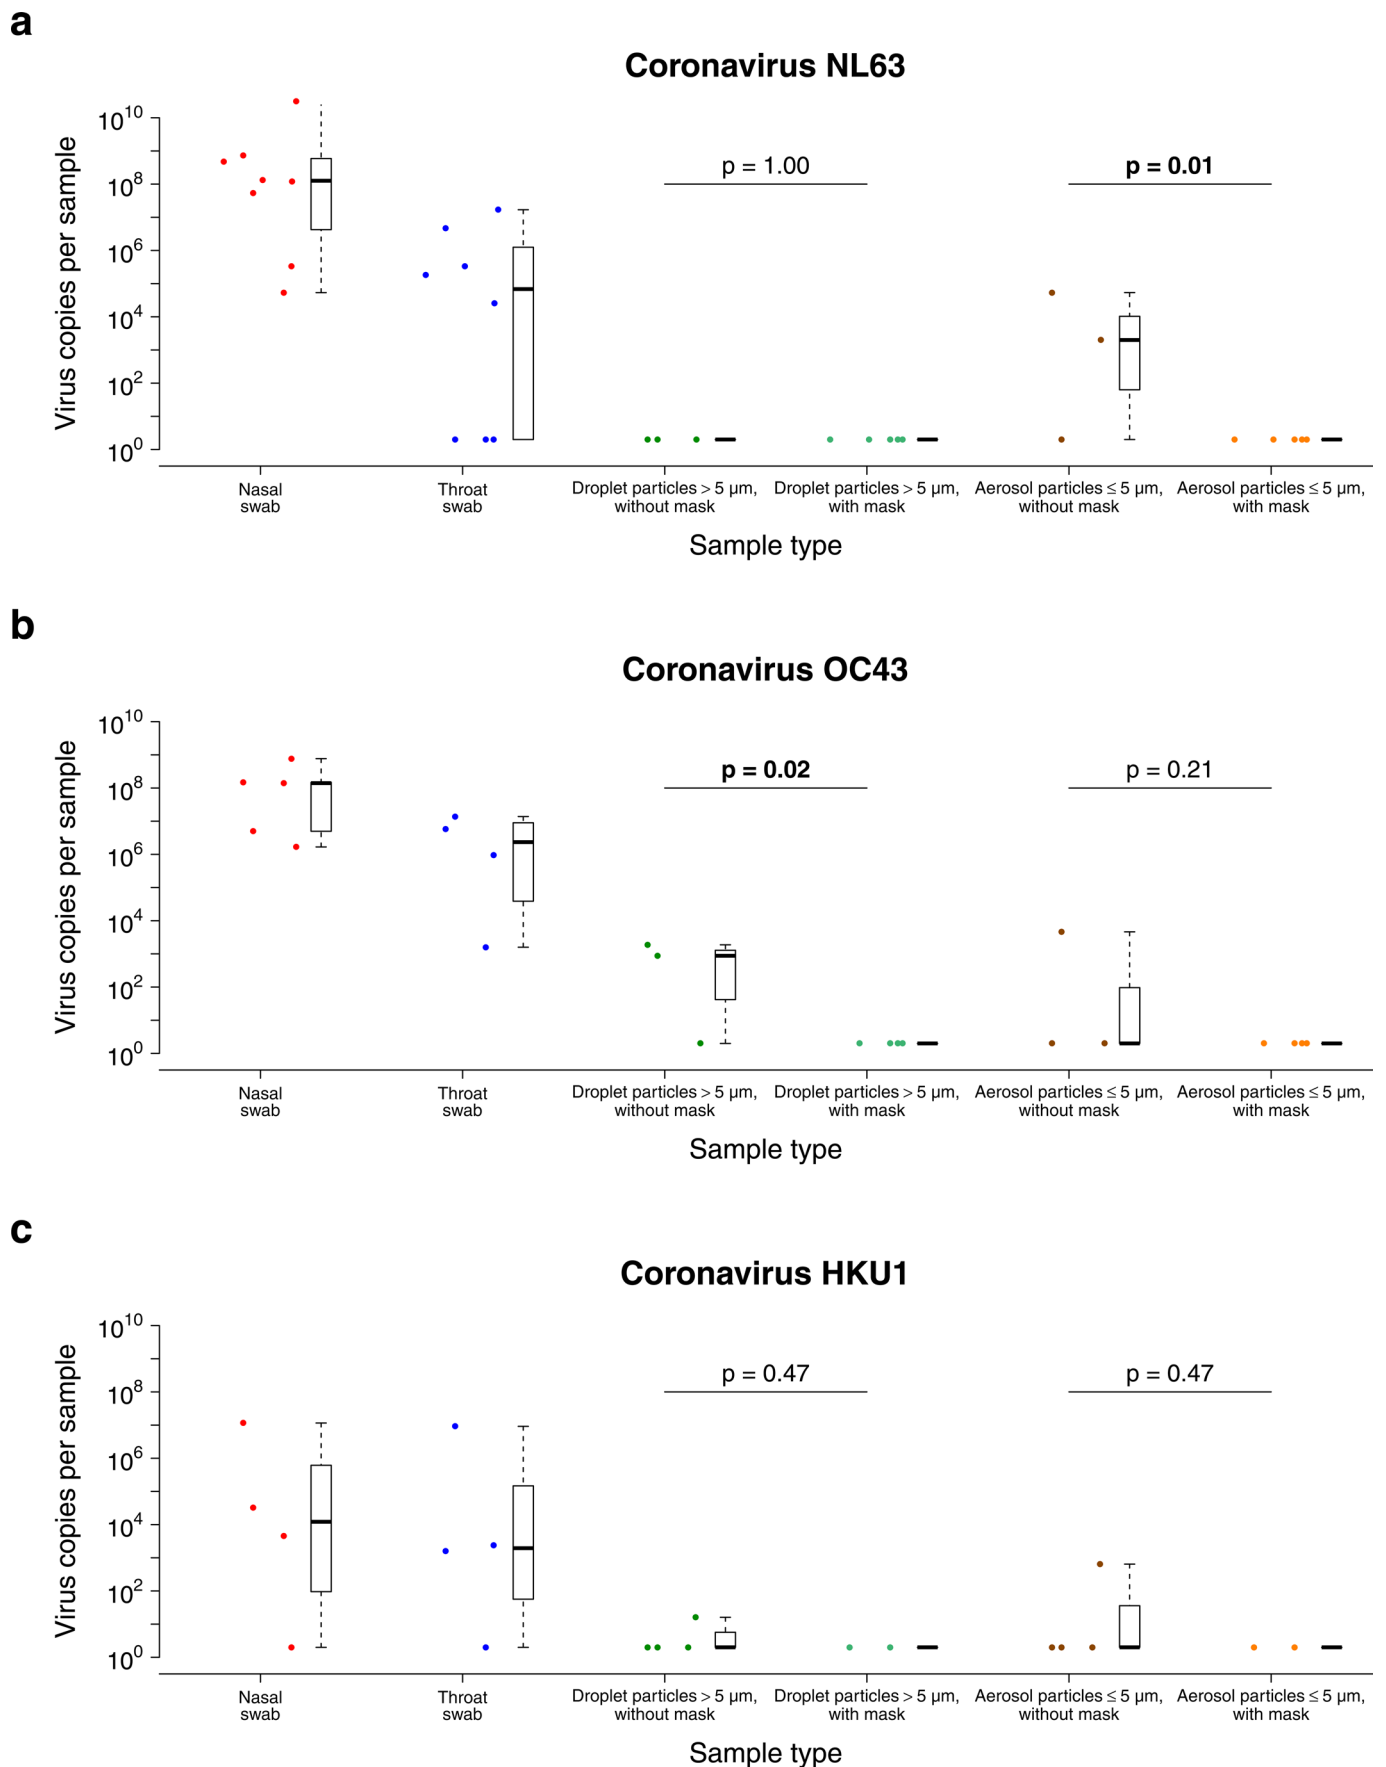 a
Coronavirus NL63
Virus copies per sample
10^10
10^8
10^6
10^4
10^2
10^0
p = 1.00
p = 0.01
Nasal swab
Throat swab
Droplet particles > 5 µm, without mask
Droplet particles > 5 µm, with mask
Aerosol particles ≤ 5 µm, without mask
Aerosol particles ≤ 5 µm, with mask
Sample type
b
Coronavirus OC43
Virus copies per sample
10^10
10^8
10^6
10^4
10^2
10^0
p = 0.02
p = 0.21
Nasal swab
Throat swab
Droplet particles > 5 µm, without mask
Droplet particles > 5 µm, with mask
Aerosol particles ≤ 5 µm, without mask
Aerosol particles ≤ 5 µm, with mask
Sample type
c
Coronavirus HKU1
Virus copies per sample
10^10
10^8
10^6
10^4
10^2
10^0
p = 0.47
p = 0.47
Nasal swab
Throat swab
Droplet particles > 5 µm, without mask
Droplet particles > 5 µm, with mask
Aerosol particles ≤ 5 µm, without mask
Aerosol particles ≤ 5 µm, with mask
Sample type